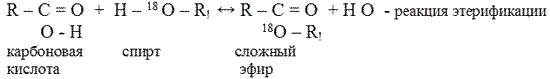 R – C = O + H – ¹⁸O – R₁ ↔ R – C = O + H O - реакция этерификации
O - H ¹⁸O – R₁
карбоновая спирт сложный
кислота эфир